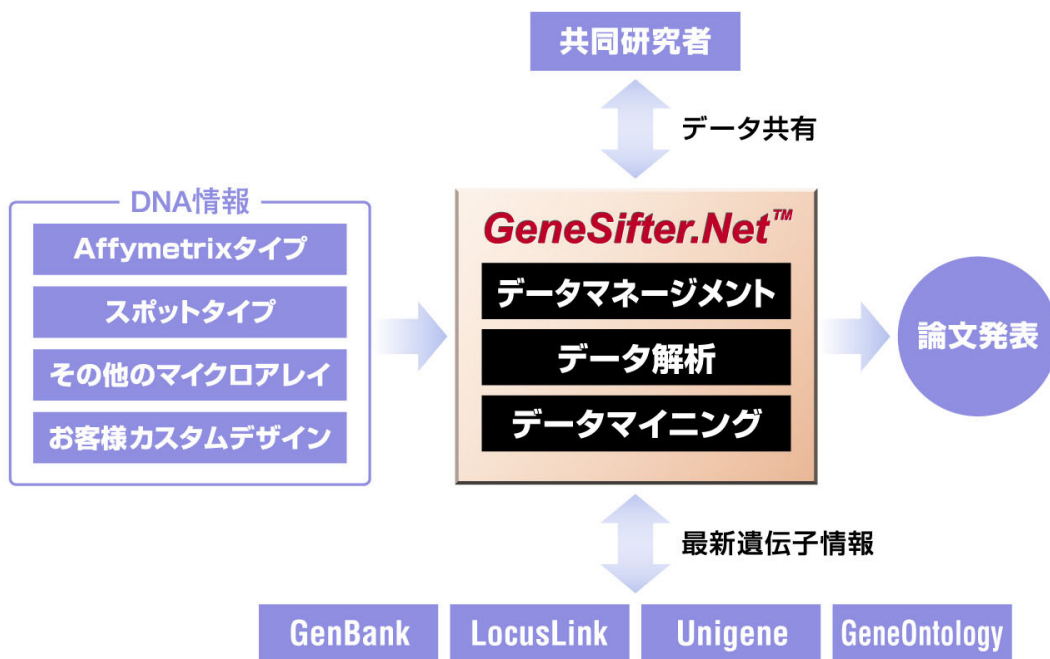 共同研究者
データ共有
DNA情報
Affymetrixタイプ
スポットタイプ
その他のマイクロアレイ
お客様カスタムデザイン
GeneSifter.Net™
データマネージメント
データ解析
データマイニング
論文発表
最新遺伝子情報
GenBank
LocusLink
Unigene
GeneOntology